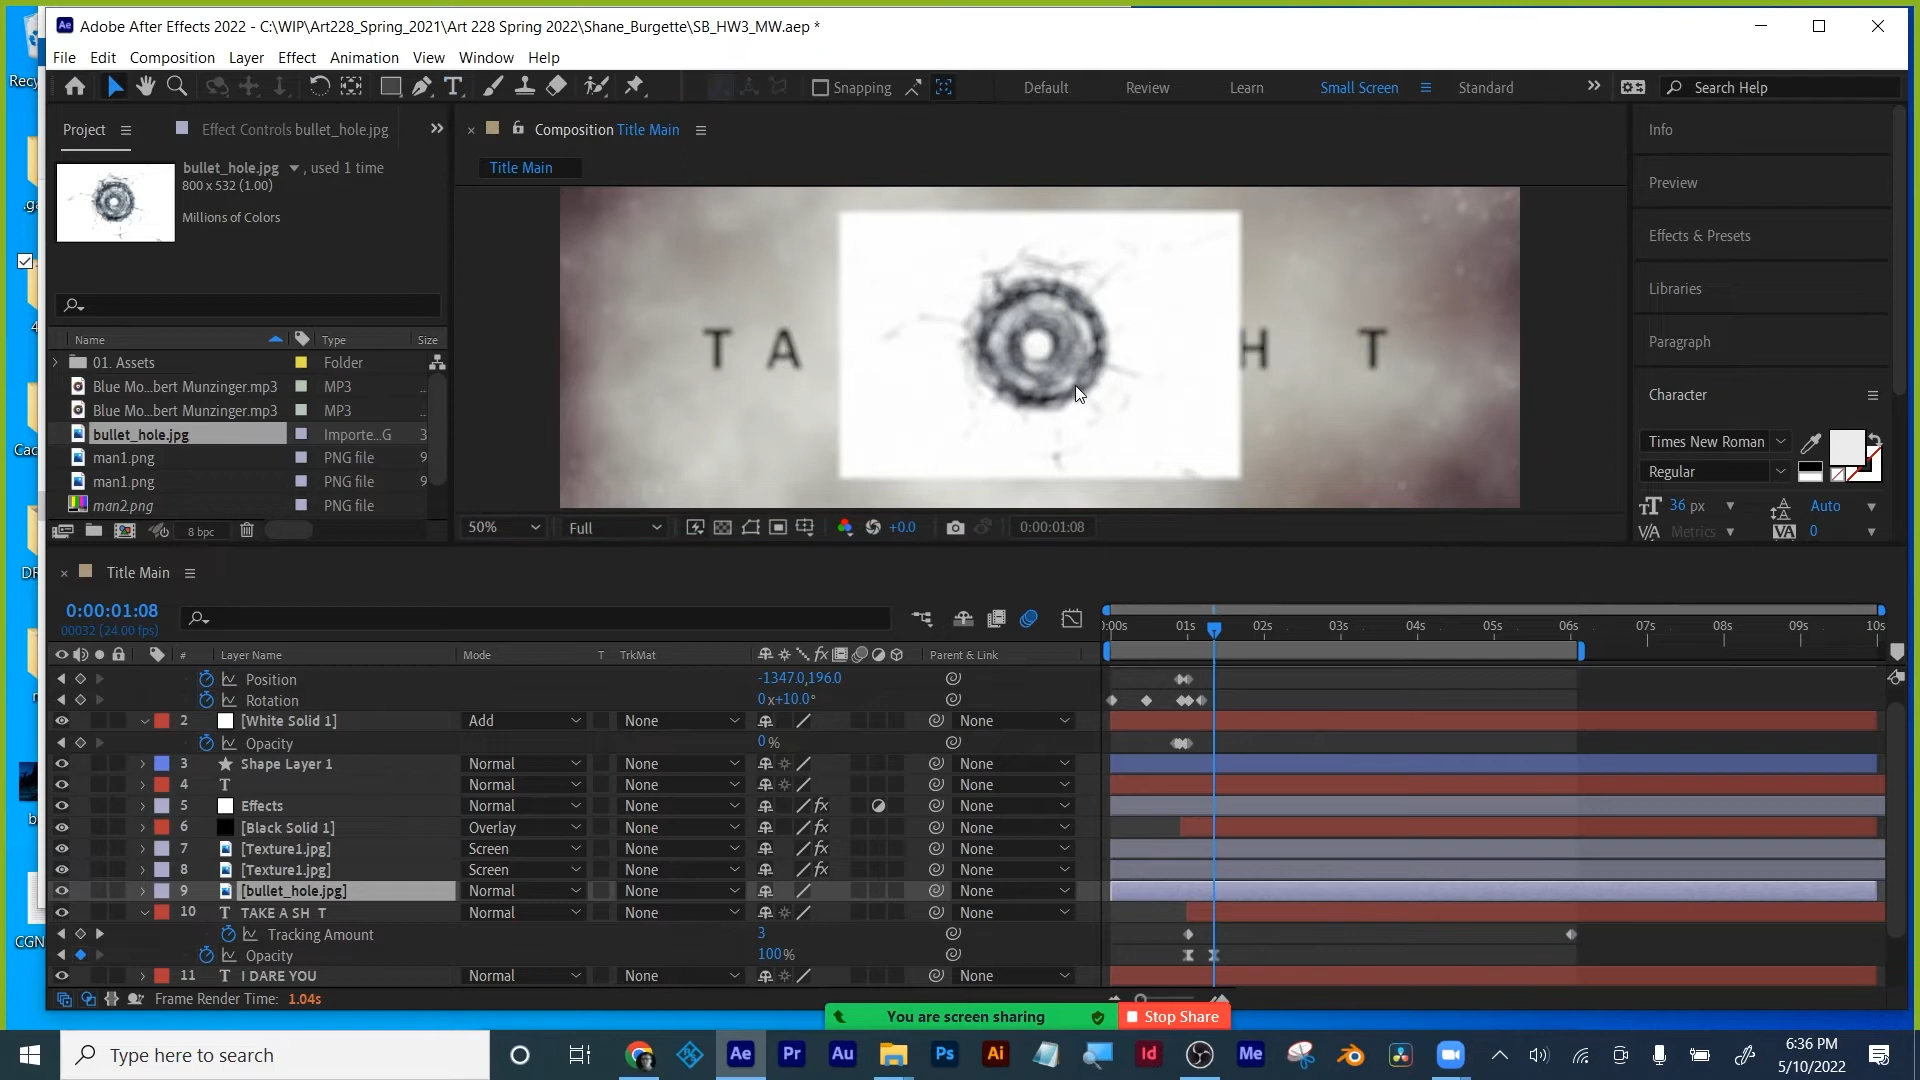 Adobe After Effects 2022 - C:\WIP\Art228_Spring_2021\Art 228 Spring 2022\Shane_Burgette\SB_HW3_MW.aep *
File Edit Composition Layer Effect Animation View Window Help
Snapping Default Review Learn Small Screen Standard Search Help
Project Effect Controls bullet_hole.jpg
Composition Title Main
Title Main
bullet_hole.jpg , used 1 time
800 x 532 (1.00)
Millions of Colors
Name Type Size
01. Assets Folder
Blue Mo...bert Munzinger.mp3 MP3
Blue Mo...bert Munzinger.mp3 MP3
bullet_hole.jpg Importe...G 3
man1.png PNG file 9
man1.png PNG file 9
man2.png PNG file
8 bpc
T A H T
50% Full +0.0 0:00:01:08
Info
Preview
Effects & Presets
Libraries
Paragraph
Character
Times New Roman
Regular
36 px Auto
Metrics 0
Title Main
0:00:01:08
00032 (24.00 fps)
# Layer Name Mode T TrkMat Parent & Link
:00s 01s 02s 03s 04s 05s 06s 07s 08s 09s 10s
Position -1347.0,196.0
Rotation 0x+10.0°
2 [White Solid 1] Add None None
Opacity 0%
3 Shape Layer 1 Normal None None
4 T Normal None None
5 Effects Normal None None
6 [Black Solid 1] Overlay None None
7 [Texture1.jpg] Screen None None
8 [Texture1.jpg] Screen None None
9 [bullet_hole.jpg] Normal None None
10 T TAKE A SH T Normal None None
Tracking Amount 3
Opacity 100%
11 T I DARE YOU Normal None None
Frame Render Time: 1.04s
You are screen sharing Stop Share
Type here to search
Ae Pr Au Ps Ai Id Me
6:36 PM
5/10/2022